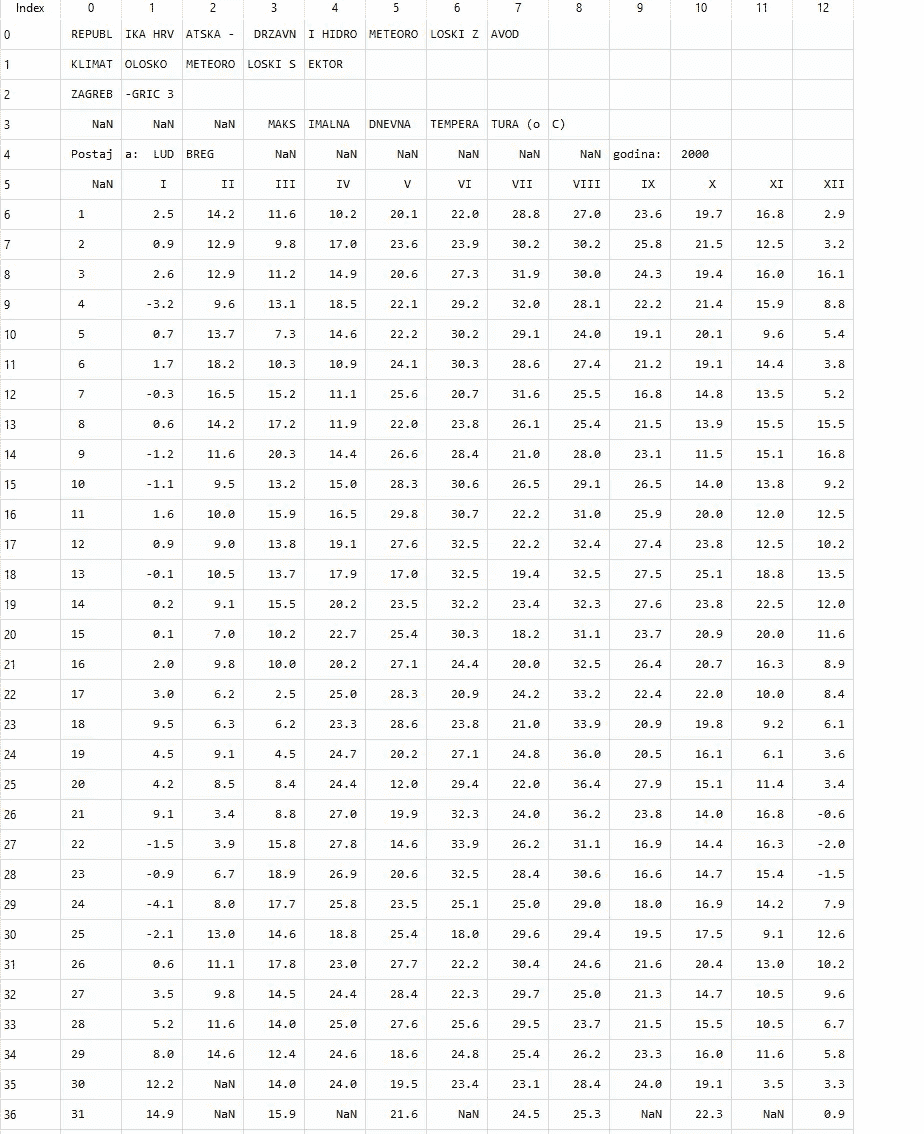 Index 0 1 2 3 4 5 6 7 8 9 10 11 12
0 REPUBL IKA HRV ATSKA - DRZAVN I HIDRO METEORO LOSKI Z AVOD
1 KLIMAT OLOSKO METEORO LOSKI S EKTOR
2 ZAGREB -GRIC 3
3 NaN NaN NaN MAKS IMALNA DNEVNA TEMPERA TURA (o C)
4 Postaj a: LUD BREG NaN NaN NaN NaN NaN NaN godina: 2000
5 NaN I II III IV V VI VII VIII IX X XI XII
6 1 2.5 14.2 11.6 10.2 20.1 22.0 28.8 27.0 23.6 19.7 16.8 2.9
7 2 0.9 12.9 9.8 17.0 23.6 23.9 30.2 30.2 25.8 21.5 12.5 3.2
8 3 2.6 12.9 11.2 14.9 20.6 27.3 31.9 30.0 24.3 19.4 16.0 16.1
9 4 -3.2 9.6 13.1 18.5 22.1 29.2 32.0 28.1 22.2 21.4 15.9 8.8
10 5 0.7 13.7 7.3 14.6 22.2 30.2 29.1 24.0 19.1 20.1 9.6 5.4
11 6 1.7 18.2 10.3 10.9 24.1 30.3 28.6 27.4 21.2 19.1 14.4 3.8
12 7 -0.3 16.5 15.2 11.1 25.6 20.7 31.6 25.5 16.8 14.8 13.5 5.2
13 8 0.6 14.2 17.2 11.9 22.0 23.8 26.1 25.4 21.5 13.9 15.5 15.5
14 9 -1.2 11.6 20.3 14.4 26.6 28.4 21.0 28.0 23.1 11.5 15.1 16.8
15 10 -1.1 9.5 13.2 15.0 28.3 30.6 26.5 29.1 26.5 14.0 13.8 9.2
16 11 1.6 10.0 15.9 16.5 29.8 30.7 22.2 31.0 25.9 20.0 12.0 12.5
17 12 0.9 9.0 13.8 19.1 27.6 32.5 22.2 32.4 27.4 23.8 12.5 10.2
18 13 -0.1 10.5 13.7 17.9 17.0 32.5 19.4 32.5 27.5 25.1 18.8 13.5
19 14 0.2 9.1 15.5 20.2 23.5 32.2 23.4 32.3 27.6 23.8 22.5 12.0
20 15 0.1 7.0 10.2 22.7 25.4 30.3 18.2 31.1 23.7 20.9 20.0 11.6
21 16 2.0 9.8 10.0 20.2 27.1 24.4 20.0 32.5 26.4 20.7 16.3 8.9
22 17 3.0 6.2 2.5 25.0 28.3 20.9 24.2 33.2 22.4 22.0 10.0 8.4
23 18 9.5 6.3 6.2 23.3 28.6 23.8 21.0 33.9 20.9 19.8 9.2 6.1
24 19 4.5 9.1 4.5 24.7 20.2 27.1 24.8 36.0 20.5 16.1 6.1 3.6
25 20 4.2 8.5 8.4 24.4 12.0 29.4 22.0 36.4 27.9 15.1 11.4 3.4
26 21 9.1 3.4 8.8 27.0 19.9 32.3 24.0 36.2 23.8 14.0 16.8 -0.6
27 22 -1.5 3.9 15.8 27.8 14.6 33.9 26.2 31.1 16.9 14.4 16.3 -2.0
28 23 -0.9 6.7 18.9 26.9 20.6 32.5 28.4 30.6 16.6 14.7 15.4 -1.5
29 24 -4.1 8.0 17.7 25.8 23.5 25.1 25.0 29.0 18.0 16.9 14.2 7.9
30 25 -2.1 13.0 14.6 18.8 25.4 18.0 29.6 29.4 19.5 17.5 9.1 12.6
31 26 0.6 11.1 17.8 23.0 27.7 22.2 30.4 24.6 21.6 20.4 13.0 10.2
32 27 3.5 9.8 14.5 24.4 28.4 22.3 29.7 25.0 21.3 14.7 10.5 9.6
33 28 5.2 11.6 14.0 25.0 27.6 25.6 29.5 23.7 21.5 15.5 10.5 6.7
34 29 8.0 14.6 12.4 24.6 18.6 24.8 25.4 26.2 23.3 16.0 11.6 5.8
35 30 12.2 NaN 14.0 24.0 19.5 23.4 23.1 28.4 24.0 19.1 3.5 3.3
36 31 14.9 NaN 15.9 NaN 21.6 NaN 24.5 25.3 NaN 22.3 NaN 0.9